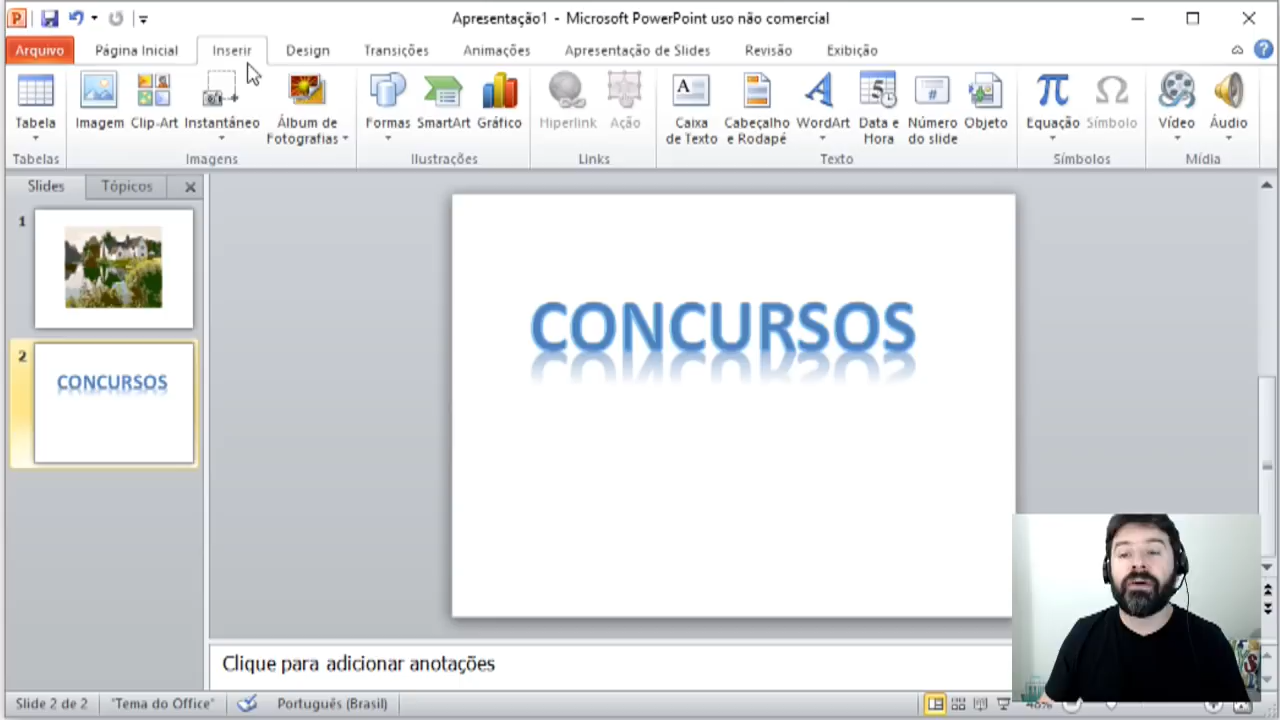 Apresentação1 - Microsoft PowerPoint uso não comercial
Arquivo Página Inicial Inserir Design Transições Animações Apresentação de Slides Revisão Exibição
Tabela Imagem Clip-Art Instantâneo Álbum de Fotografias Formas SmartArt Gráfico Hiperlink Ação Caixa de Texto Cabeçalho e Rodapé WordArt Data e Hora Número do slide Objeto Equação Símbolo Vídeo Áudio
Tabelas Imagens Ilustrações Links Texto Símbolos Mídia
Slides Tópicos
1
2
CONCURSOS
CONCURSOS
Clique para adicionar anotações
Slide 2 de 2 "Tema do Office" Português (Brasil)